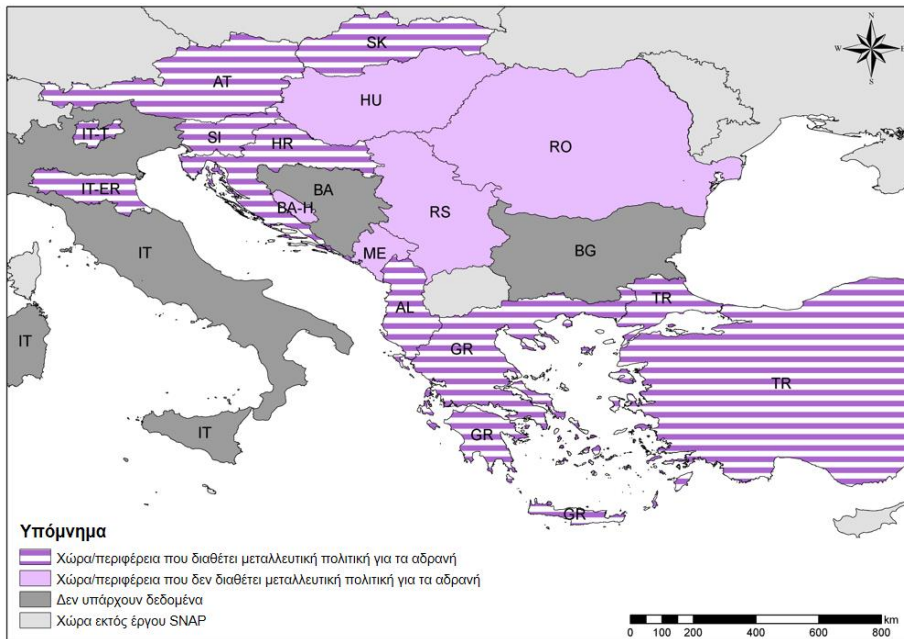 N
W E
S
SK
AT
HU
IT-T
SI
HR
RO
IT-ER
BA
BA-H
RS
IT
ME
BG
AL
TR
IT
GR
TR
IT
GR
GR
Υπόμνημα
Χώρα/περιφέρεια που διαθέτει μεταλλευτική πολιτική για τα αδρανή
Χώρα/περιφέρεια που δεν διαθέτει μεταλλευτική πολιτική για τα αδρανή
Δεν υπάρχουν δεδομένα
Χώρα εκτός έργου SNAP
km
0 100 200 400 600 800